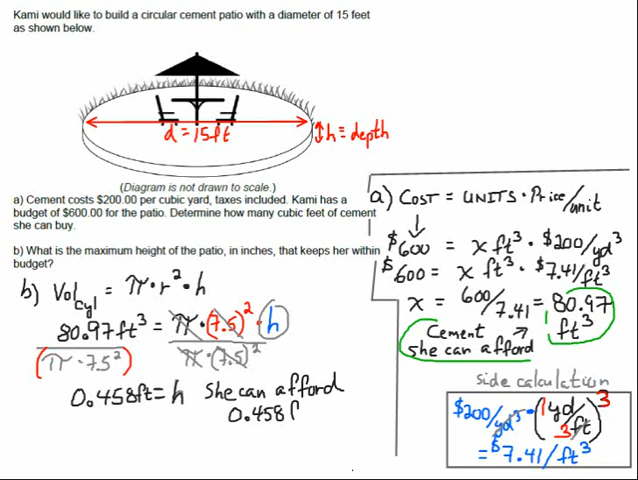 Kami would like to build a circular cement patio with a diameter of 15 feet
as shown below.
d = 15ft
h = depth
(Diagram is not drawn to scale.)
a) Cement costs $200.00 per cubic yard, taxes included. Kami has a
budget of $600.00 for the patio. Determine how many cubic feet of cement
she can buy.
b) What is the maximum height of the patio, in inches, that keeps her within
budget?
b) Vol cyl = π · r² · h
80.97 ft³ = π · (7.5)² · h
(π · 7.5²) π · (7.5)²
0.458ft = h She can afford
0.458 f
a) COST = UNITS · Price/unit
$600 = x ft³ · $200/yd³
$600 = x ft³ · $7.41/ft³
x = 600/7.41 = 80.97 ft³
Cement
she can afford
side calculation
$200/yd³ · (1yd/3ft)³
= $7.41/ft³